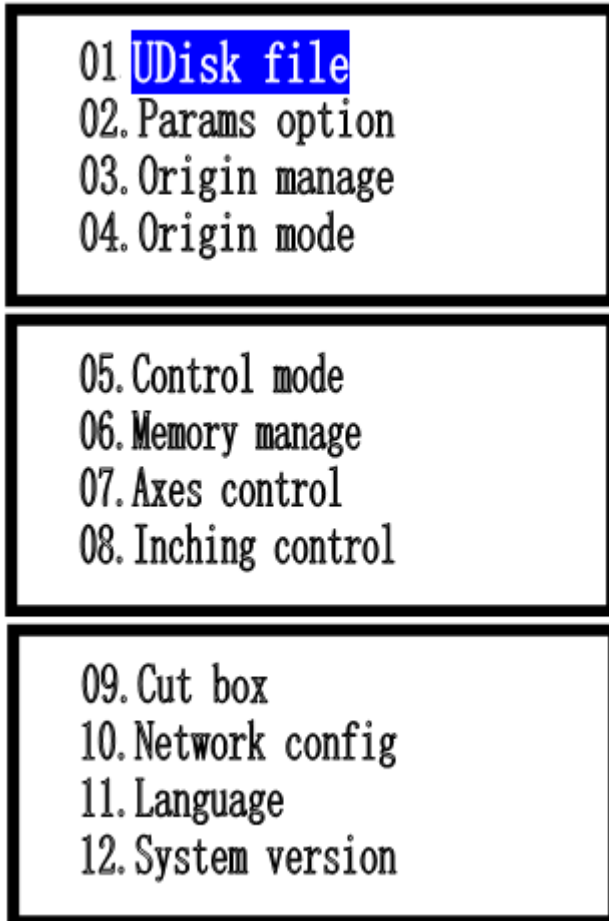 01 UDisk file
02. Params option
03. Origin manage
04. Origin mode
05. Control mode
06. Memory manage
07. Axes control
08. Inching control
09. Cut box
10. Network config
11. Language
12. System version